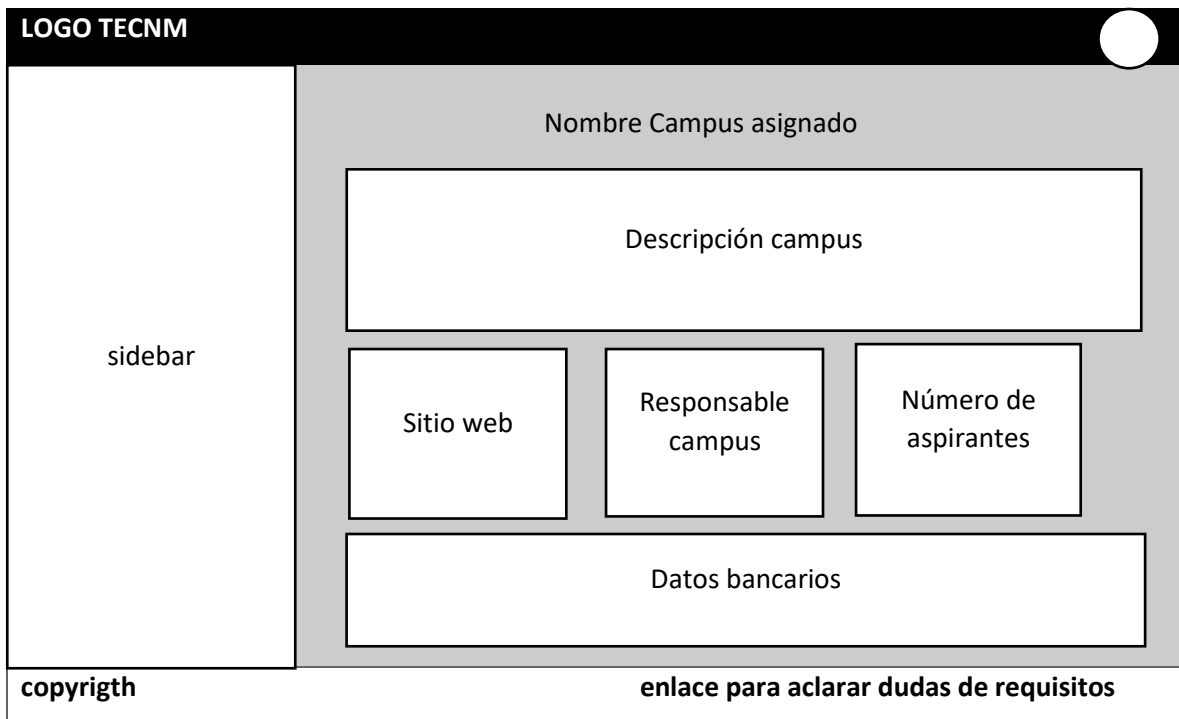 LOGO TECNM
Nombre Campus asignado
Descripción campus
sidebar
Sitio web
Responsable
campus
Número de
aspirantes
Datos bancarios
copyrigth
enlace para aclarar dudas de requisitos